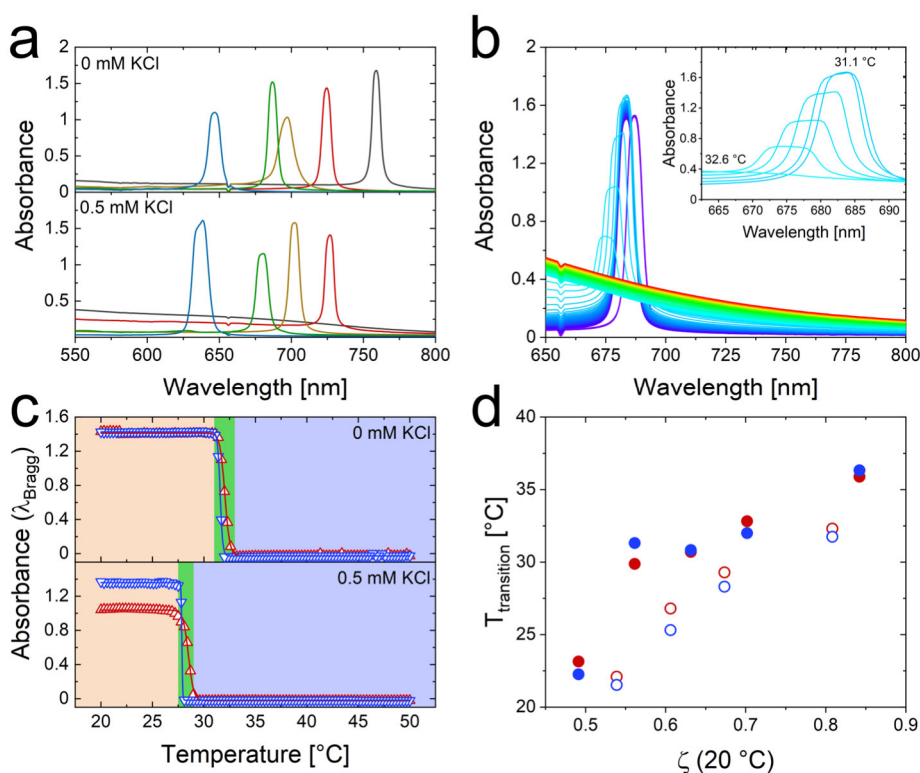 a
2
0 mM KCl
1.5
1
0.5
0
0.5 mM KCl
1.5
1
0.5
550 600 650 700 750 800
Absorbance
Wavelength [nm]
b
2.0
1.6
1.2
0.8
0.4
0.0
650 675 700 725 750 775 800
Absorbance
Wavelength [nm]
31.1 °C
32.6 °C
1.6
1.2
0.8
0.4
0
665 670 675 680 685 690
Absorbance
Wavelength [nm]
c
1.6
0 mM KCl
1.2
0.8
0.4
0
0.5 mM KCl
1.2
0.8
0.4
0
20 25 30 35 40 45 50
Absorbance (λBragg)
Temperature [°C]
d
40
35
30
25
20
0.5 0.6 0.7 0.8 0.9
Ttransition [°C]
ζ (20 °C)